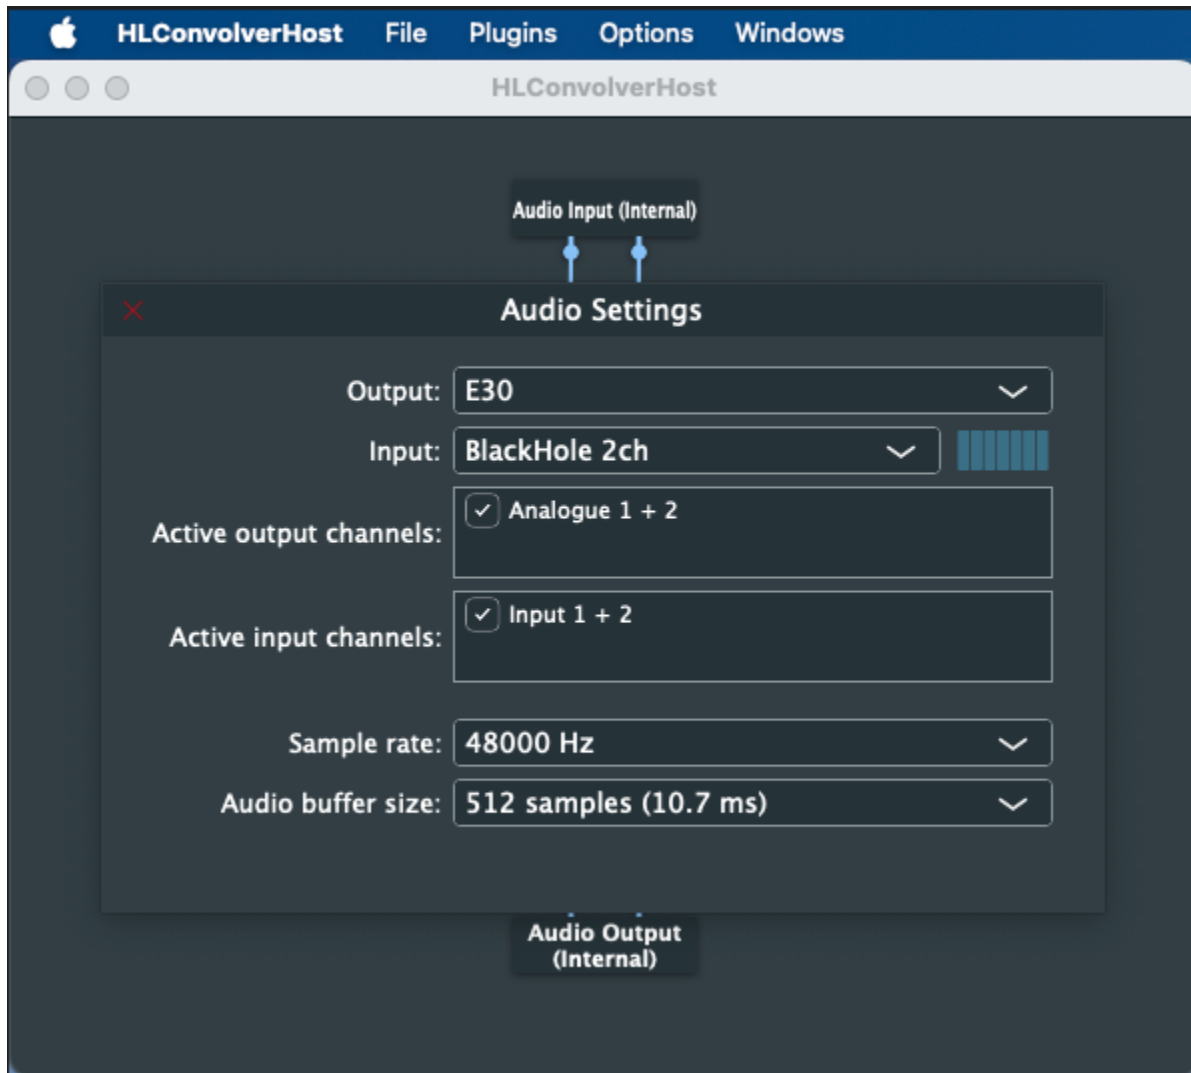 HLConvolverHost File Plugins Options Windows
HLConvolverHost
Audio Input (Internal)
Audio Settings
Output: E30
Input: BlackHole 2ch
Active output channels: Analogue 1 + 2
Active input channels: Input 1 + 2
Sample rate: 48000 Hz
Audio buffer size: 512 samples (10.7 ms)
Audio Output
(Internal)